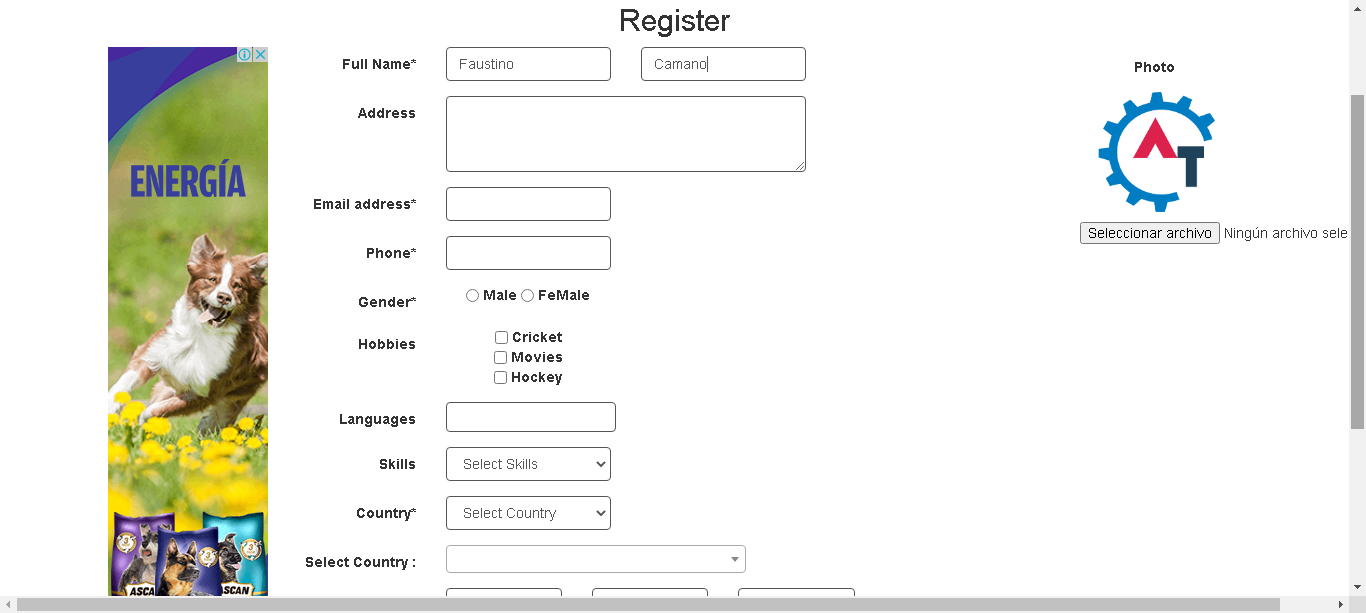 Register
Full Name*
Faustino
Camano
Photo
Address
AT
ENERGÍA
Email address*
Seleccionar archivo Ningún archivo sele
Phone*
Gender*
Male FeMale
Hobbies
Cricket
Movies
Hockey
Languages
Skills
Select Skills
Country*
Select Country
Select Country :
ASCA
SCAN